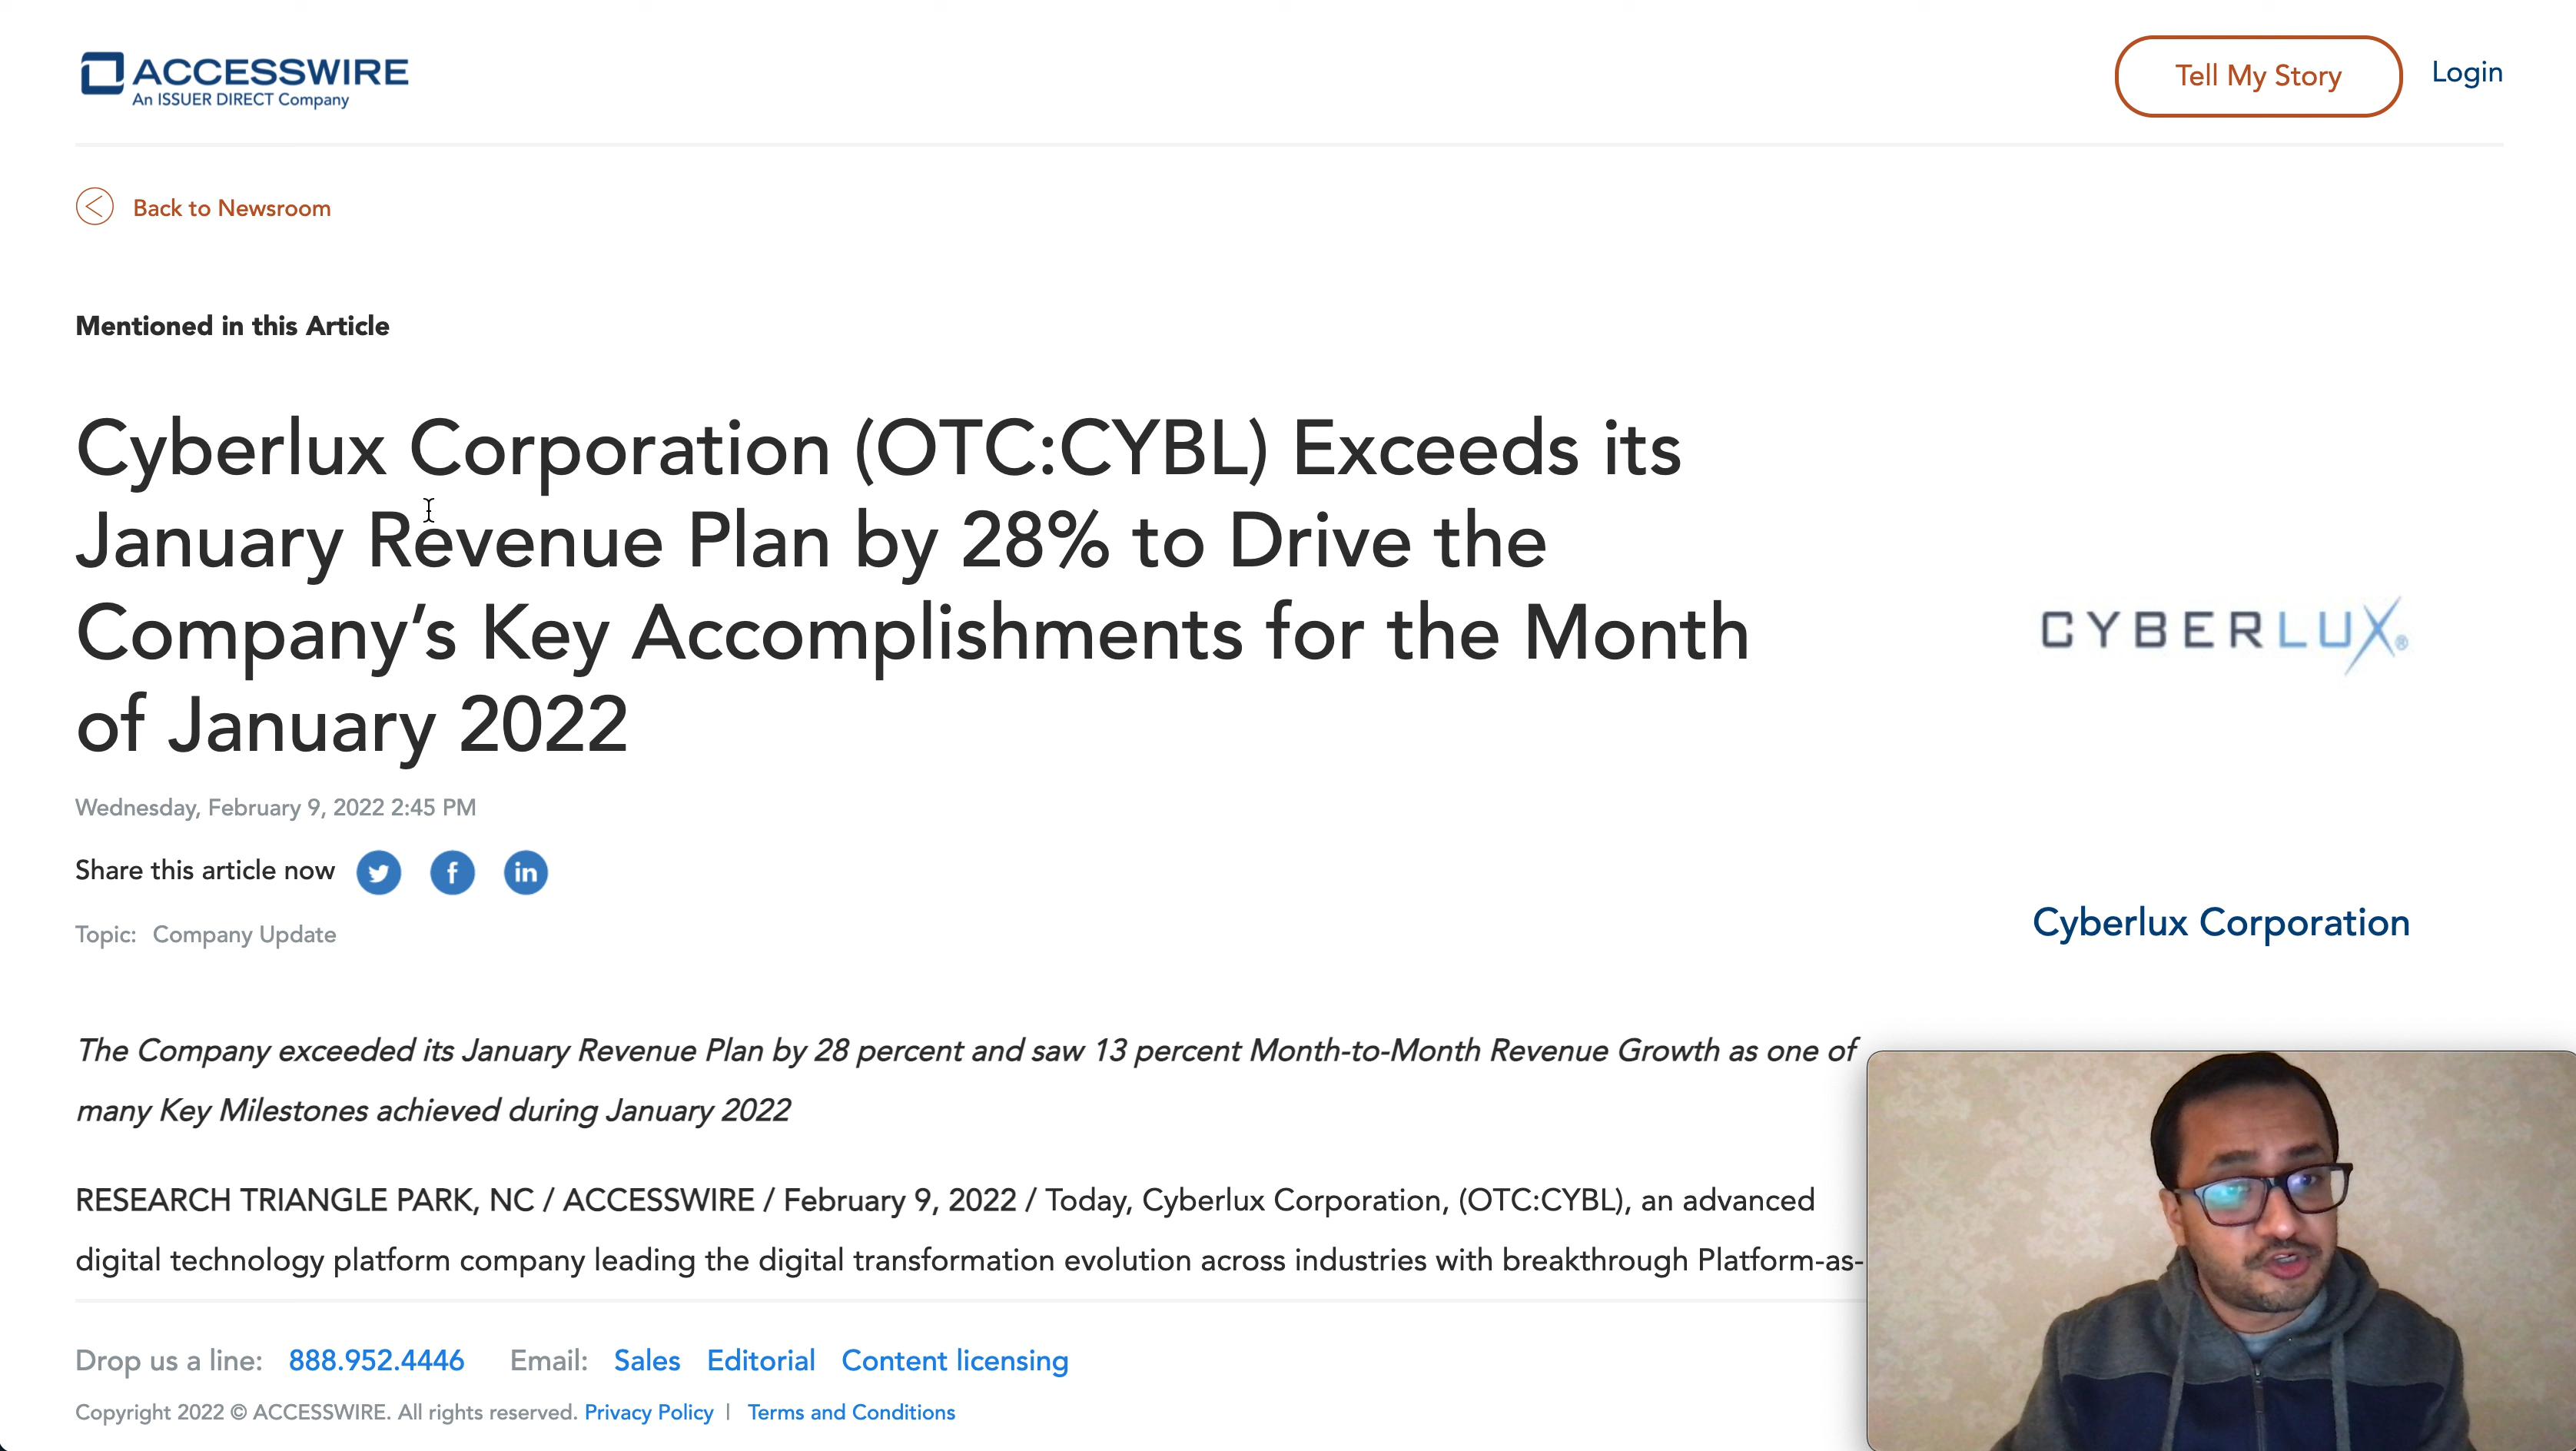 ACCESSWIRE
An ISSUER DIRECT Company
Tell My Story
Login
Back to Newsroom
Mentioned in this Article
Cyberlux Corporation (OTC:CYBL) Exceeds its
January Revenue Plan by 28% to Drive the
Company’s Key Accomplishments for the Month
of January 2022
CYBERLUX®
Wednesday, February 9, 2022 2:45 PM
Share this article now
Topic: Company Update
Cyberlux Corporation
The Company exceeded its January Revenue Plan by 28 percent and saw 13 percent Month-to-Month Revenue Growth as one of
many Key Milestones achieved during January 2022
RESEARCH TRIANGLE PARK, NC / ACCESSWIRE / February 9, 2022 / Today, Cyberlux Corporation, (OTC:CYBL), an advanced
digital technology platform company leading the digital transformation evolution across industries with breakthrough Platform-as-
Drop us a line: 888.952.4446 Email: Sales Editorial Content licensing
Copyright 2022 © ACCESSWIRE. All rights reserved. Privacy Policy | Terms and Conditions